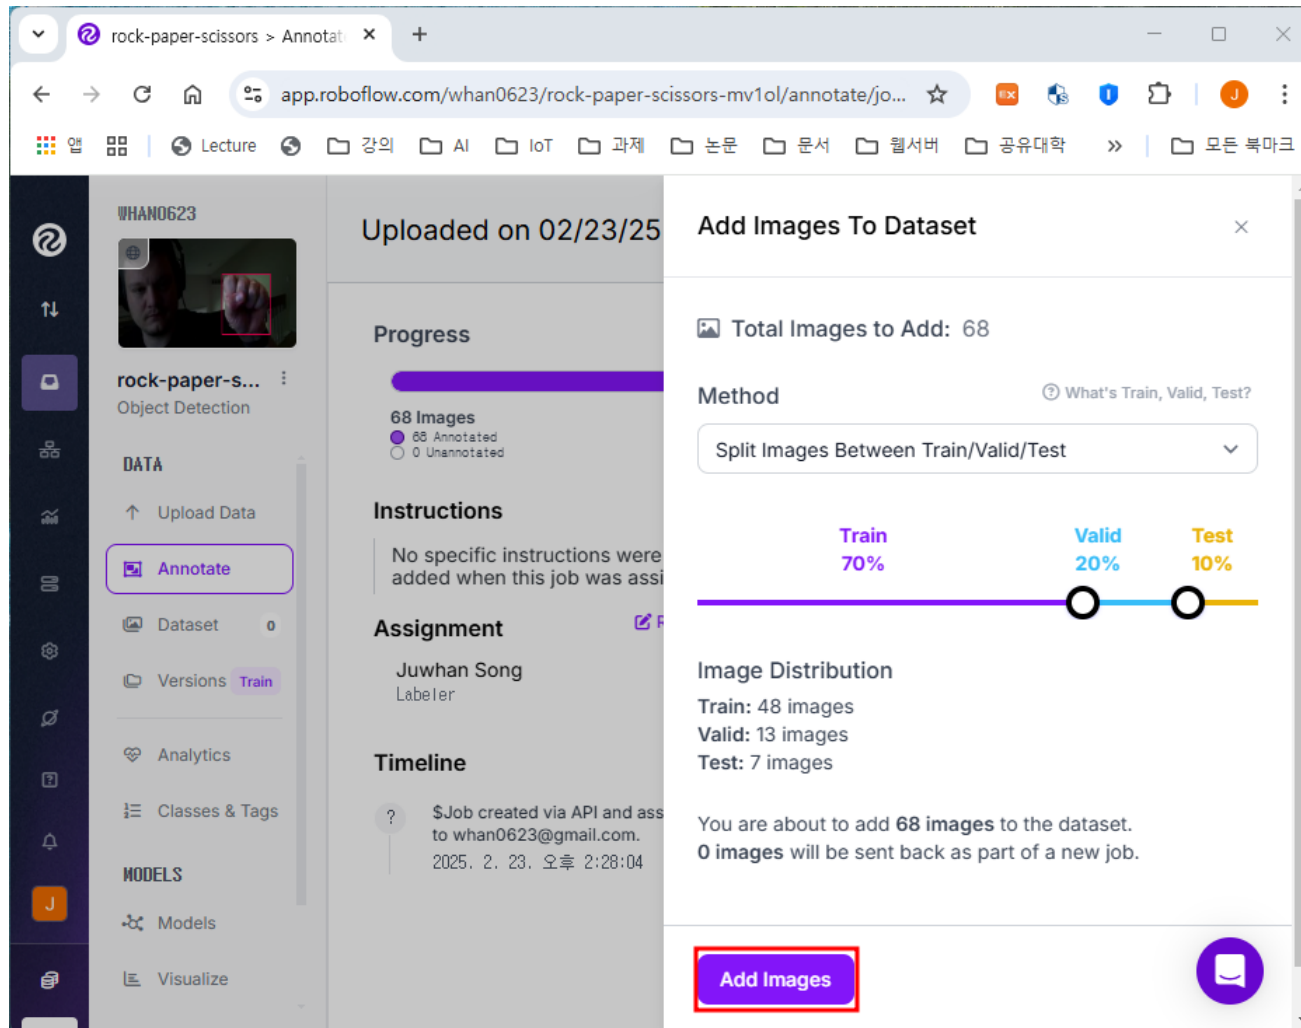 rock-paper-scissors > Annotat
app.roboflow.com/whan0623/rock-paper-scissors-mv1ol/annotate/jo...
J
앱
Lecture
강의
AI
IoT
과제
논문
문서
웹서버
공유대학
»
모든 북마크
WHAN0623
rock-paper-s...
Object Detection
DATA
Upload Data
Annotate
Dataset 0
Versions Train
Analytics
Classes & Tags
MODELS
Models
Visualize
J
Uploaded on 02/23/25
Progress
68 Images
68 Annotated
0 Unannotated
Instructions
No specific instructions were
added when this job was assi
Assignment
R
Juwhan Song
Labeler
Timeline
? $Job created via API and ass
to whan0623@gmail.com.
2025. 2. 23. 오후 2:28:04
Add Images To Dataset
Total Images to Add: 68
Method
What's Train, Valid, Test?
Split Images Between Train/Valid/Test
Train Valid Test
70% 20% 10%
Image Distribution
Train: 48 images
Valid: 13 images
Test: 7 images
You are about to add 68 images to the dataset.
0 images will be sent back as part of a new job.
Add Images